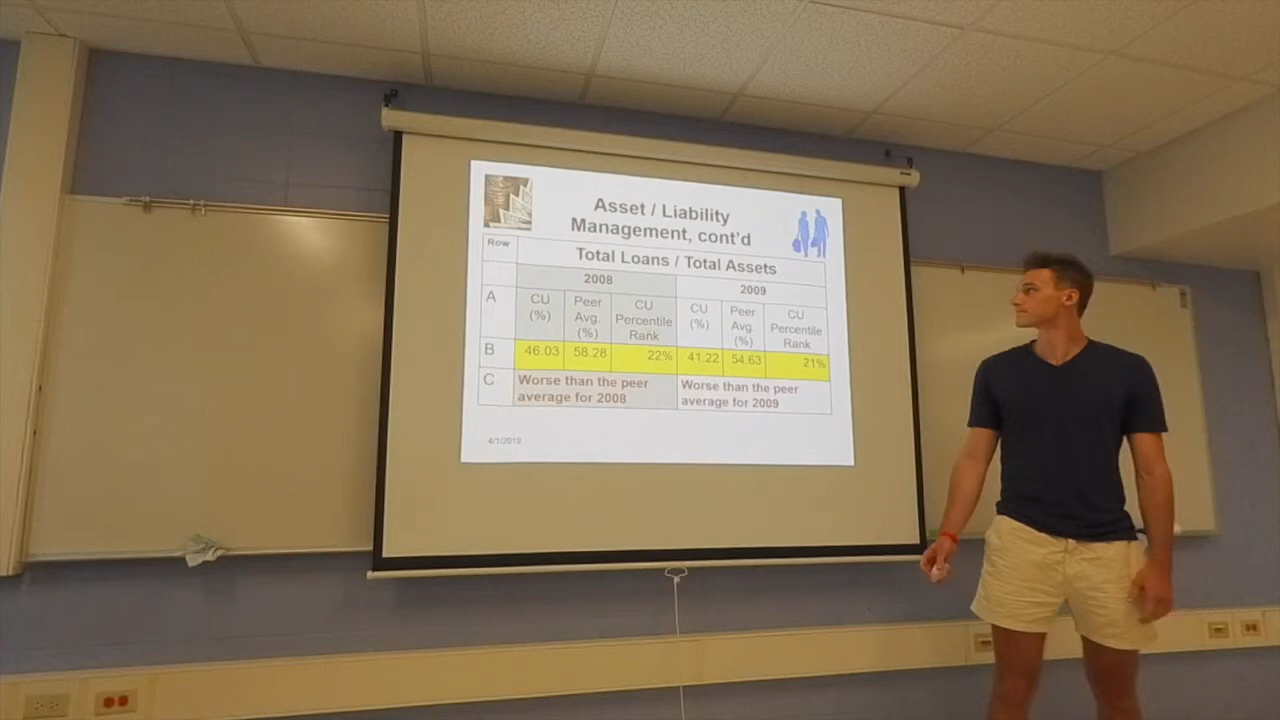 Asset / Liability
Management, cont'd
Row
Total Loans / Total Assets
2008
2009
A
CU
(%)
Peer
Avg.
(%)
CU
Percentile
Rank
CU
(%)
Peer
Avg.
(%)
CU
Percentile
Rank
B
46.03
58.28
22%
41.22
54.63
21%
C
Worse than the peer
average for 2008
Worse than the peer
average for 2009
4/1/2010